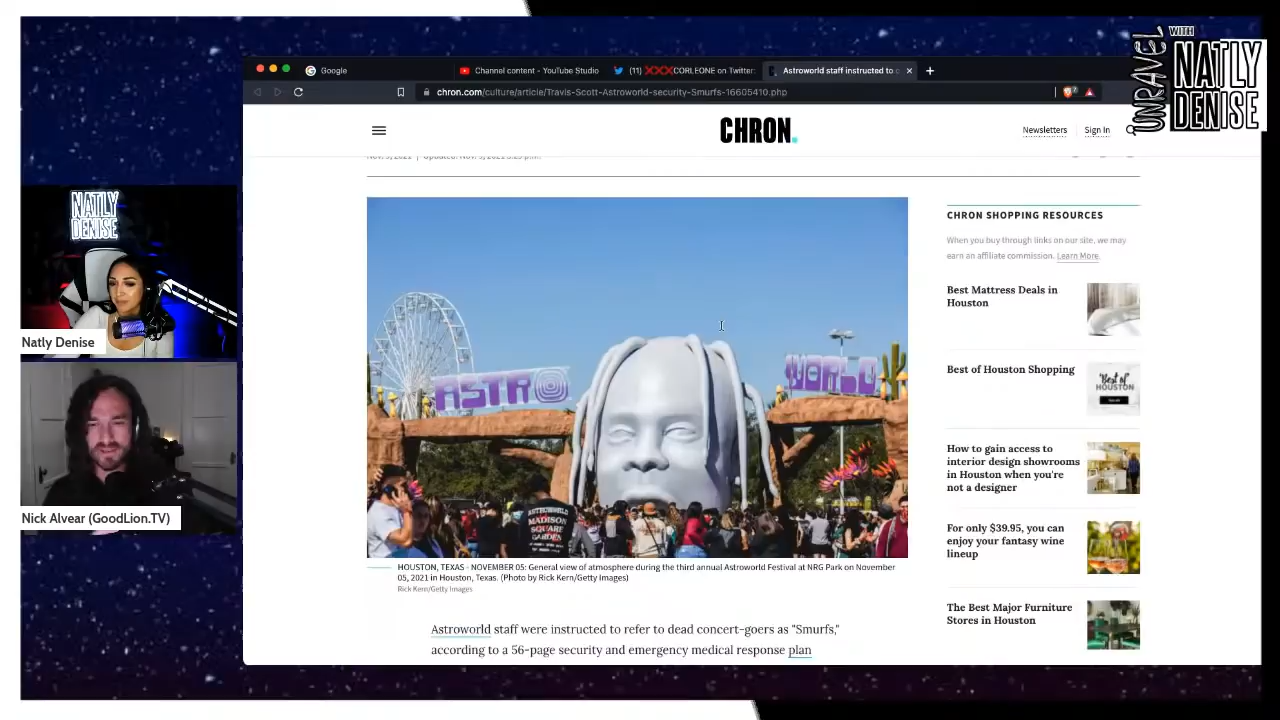 UNRAVEL
WITH
NATLY
DENISE
Google
Channel content - YouTube Studio
(11) ❌❌❌CORLEONE on Twitter:
Astroworld staff instructed to
chron.com/culture/article/Travis-Scott-Astroworld-security-Smurfs-16605410.php
CHRON.
Newsletters
Sign In
NATLY
DENISE
Natly Denise
Nick Alvear (GoodLion.TV)
ASTRO
WORLD
ASTROWORLD
MADISON
SQUARE
GARDEN
HOUSTON, TEXAS - NOVEMBER 05: General view of atmosphere during the third annual Astroworld Festival at NRG Park on November
05, 2021 in Houston, Texas. (Photo by Rick Kern/Getty Images)
Rick Kern/Getty Images
Astroworld staff were instructed to refer to dead concert-goers as "Smurfs,"
according to a 56-page security and emergency medical response plan
CHRON SHOPPING RESOURCES
When you buy through links on our site, we may
earn an affiliate commission. Learn More.
Best Mattress Deals in
Houston
Best of Houston Shopping
"Best of"
HOUSTON
How to gain access to
interior design showrooms
in Houston when you're
not a designer
For only $39.95, you can
enjoy your fantasy wine
lineup
The Best Major Furniture
Stores in Houston